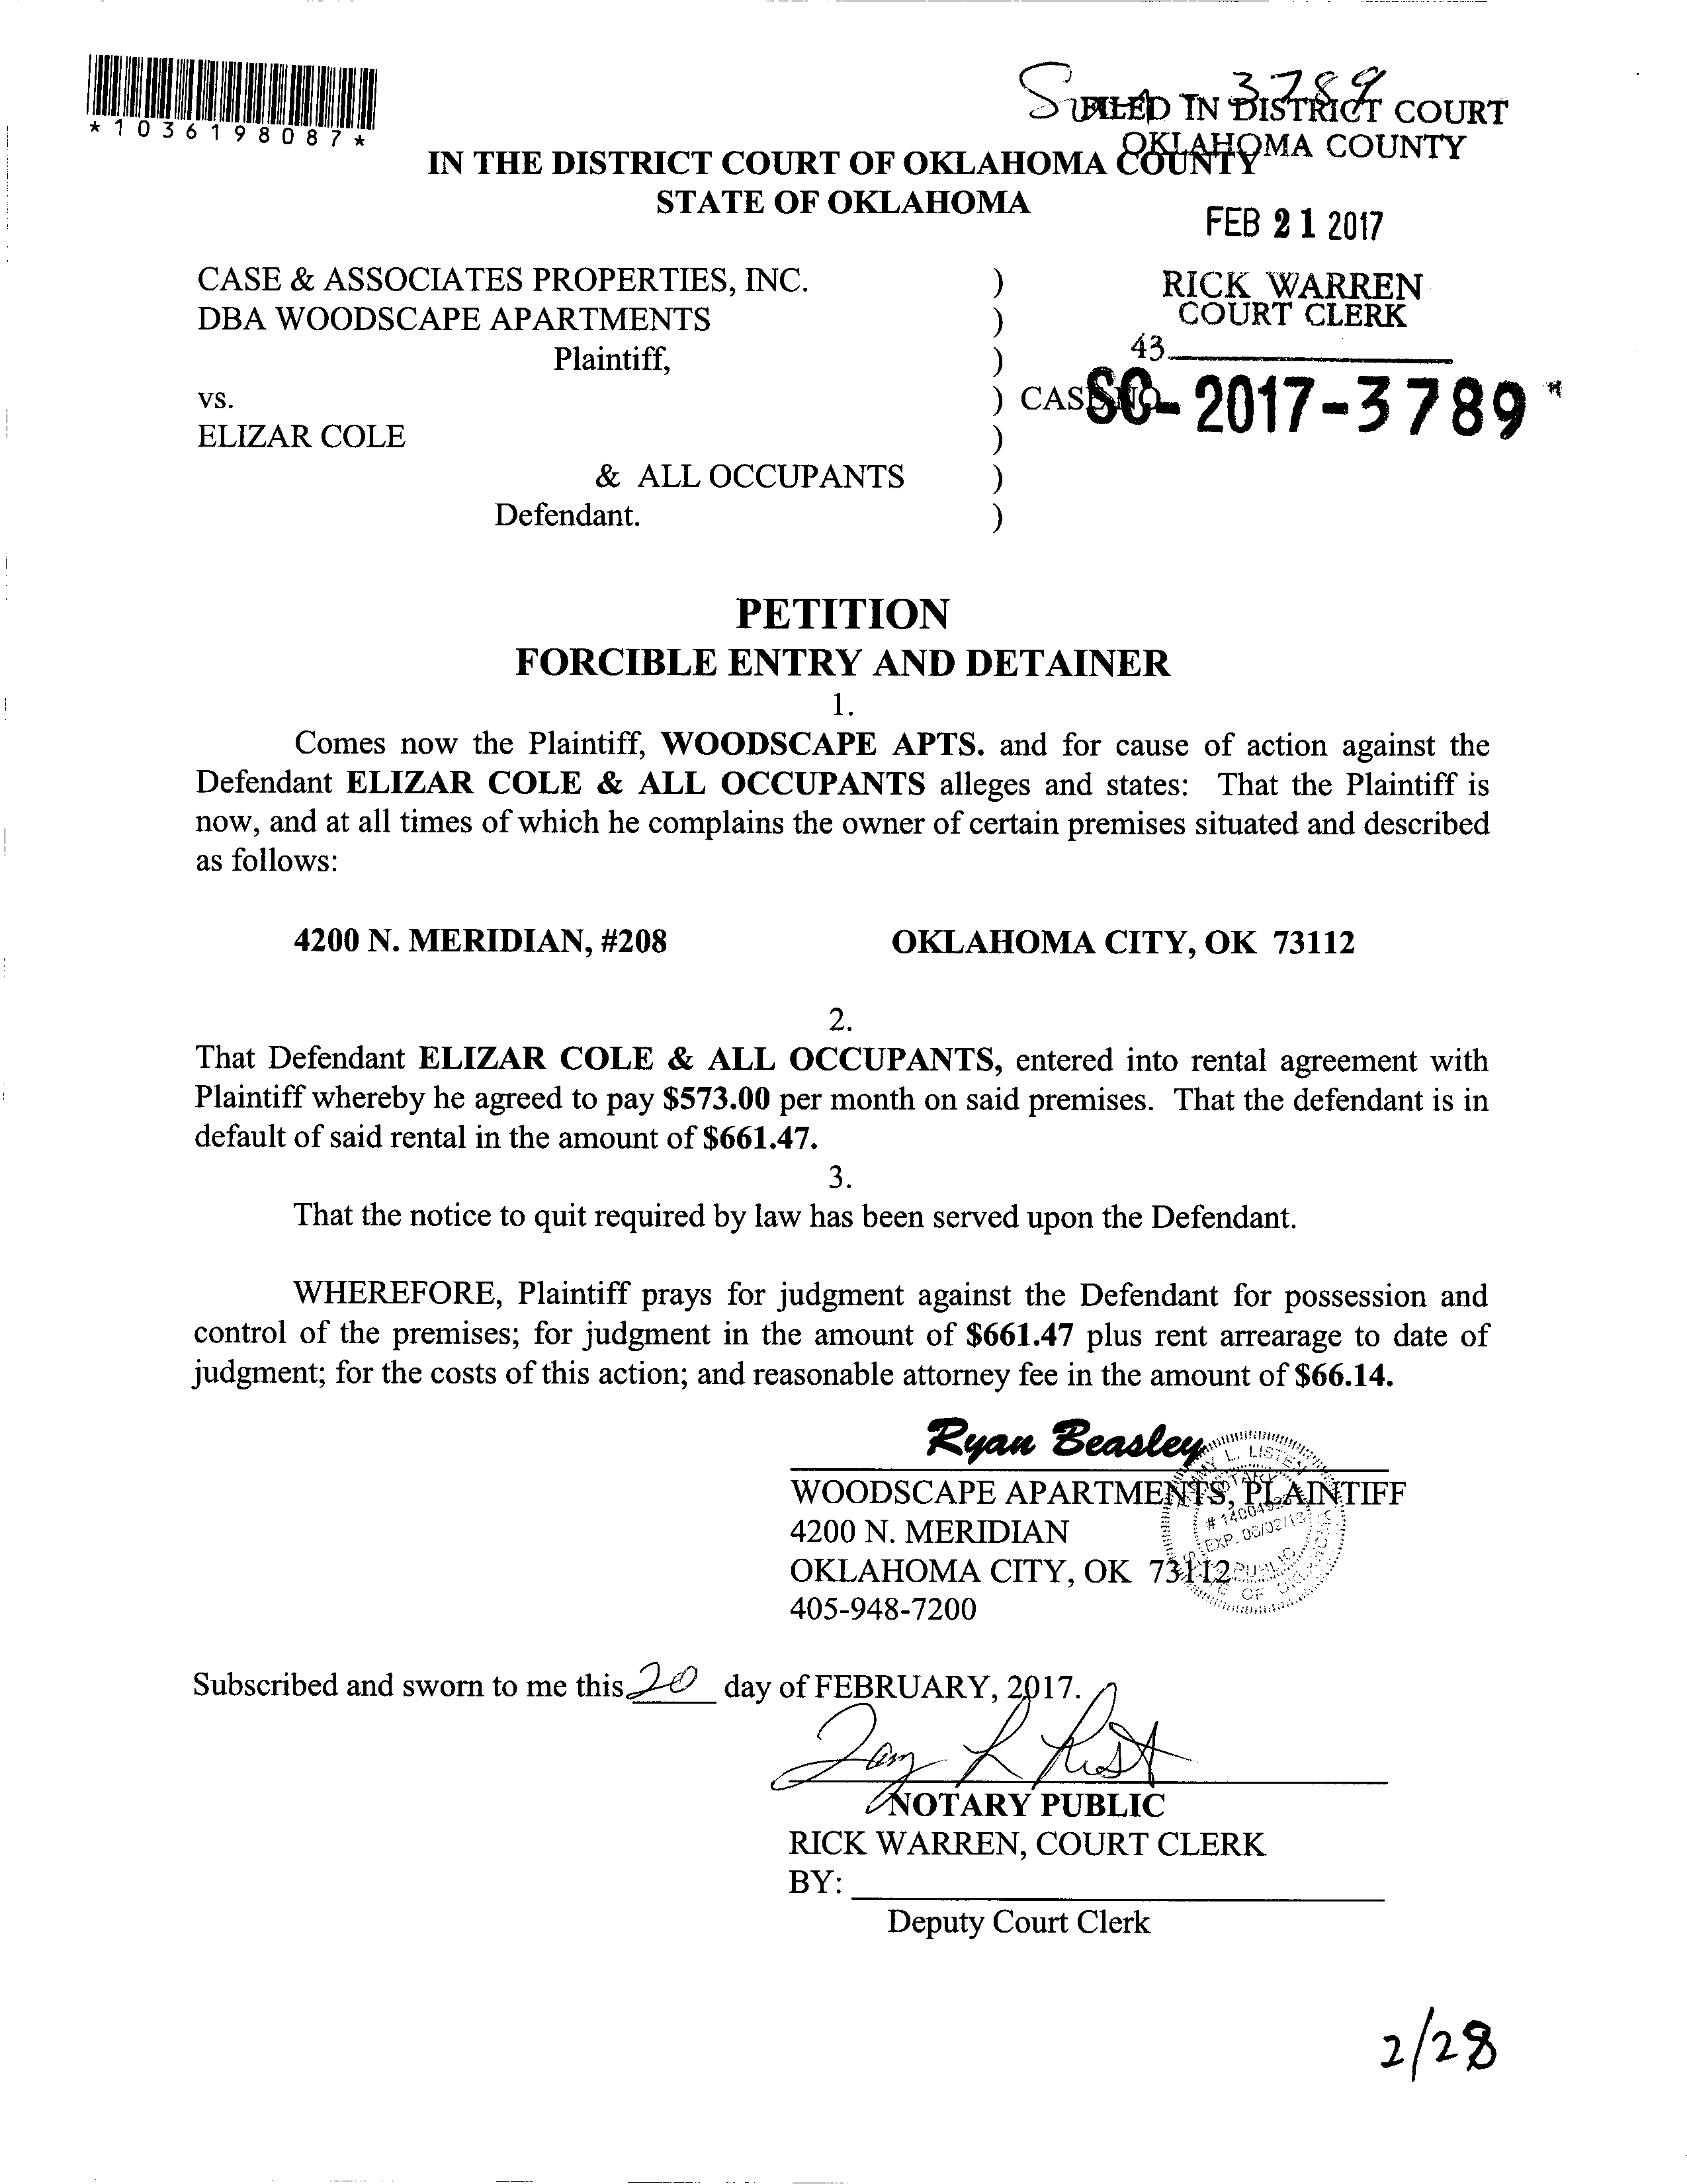 *1036198087*
3789
FILED IN DISTRICT COURT
OKLAHOMA COUNTY
IN THE DISTRICT COURT OF OKLAHOMA COUNTY
STATE OF OKLAHOMA
FEB 21 2017
RICK WARREN
COURT CLERK
43
CASE & ASSOCIATES PROPERTIES, INC. )
DBA WOODSCAPE APARTMENTS )
Plaintiff, )
vs. ) CASE NO. SC-2017-3789
ELIZAR COLE )
& ALL OCCUPANTS )
Defendant. )
PETITION
FORCIBLE ENTRY AND DETAINER
1.
Comes now the Plaintiff, WOODSCAPE APTS. and for cause of action against the
Defendant ELIZAR COLE & ALL OCCUPANTS alleges and states: That the Plaintiff is
now, and at all times of which he complains the owner of certain premises situated and described
as follows:
4200 N. MERIDIAN, #208 OKLAHOMA CITY, OK 73112
2.
That Defendant ELIZAR COLE & ALL OCCUPANTS, entered into rental agreement with
Plaintiff whereby he agreed to pay $573.00 per month on said premises. That the defendant is in
default of said rental in the amount of $661.47.
3.
That the notice to quit required by law has been served upon the Defendant.
WHEREFORE, Plaintiff prays for judgment against the Defendant for possession and
control of the premises; for judgment in the amount of $661.47 plus rent arrearage to date of
judgment; for the costs of this action; and reasonable attorney fee in the amount of $66.14.
Ryan Beasley
WOODSCAPE APARTMENTS, PLAINTIFF
4200 N. MERIDIAN
OKLAHOMA CITY, OK 73112
405-948-7200
Subscribed and sworn to me this 20 day of FEBRUARY, 2017.
NOTARY PUBLIC
RICK WARREN, COURT CLERK
BY:
Deputy Court Clerk
2/28